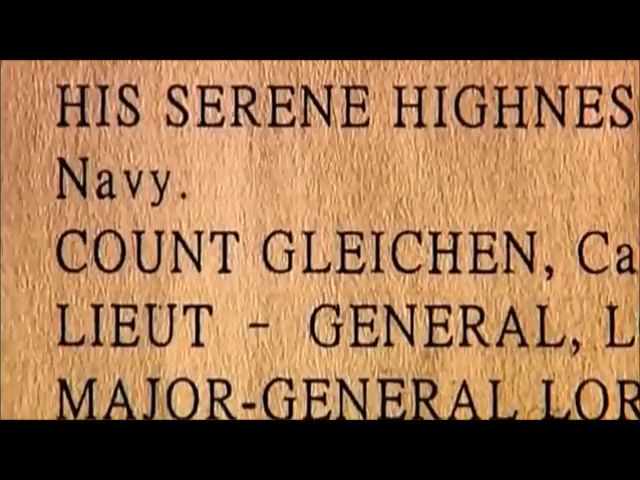 HIS SERENE HIGHNES
Navy.
COUNT GLEICHEN, Ca
LIEUT - GENERAL, L
MAJOR-GENERAL LOR